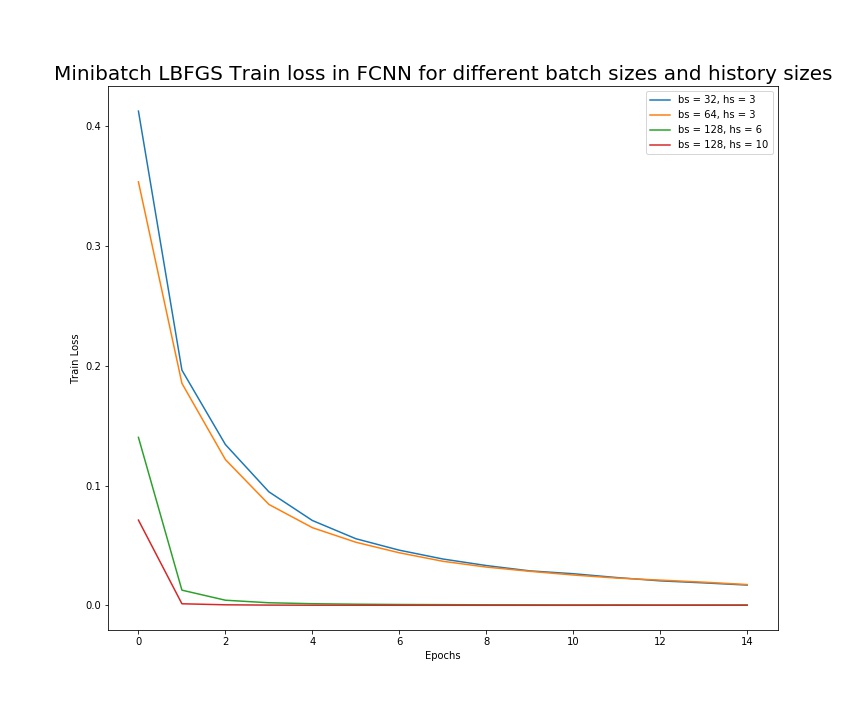 Minibatch LBFGS Train loss in FCNN for different batch sizes and history sizes
bs = 32, hs = 3
bs = 64, hs = 3
bs = 128, hs = 6
bs = 128, hs = 10
0.4
0.3
0.2
0.1
0.0
Train Loss
0 2 4 6 8 10 12 14
Epochs